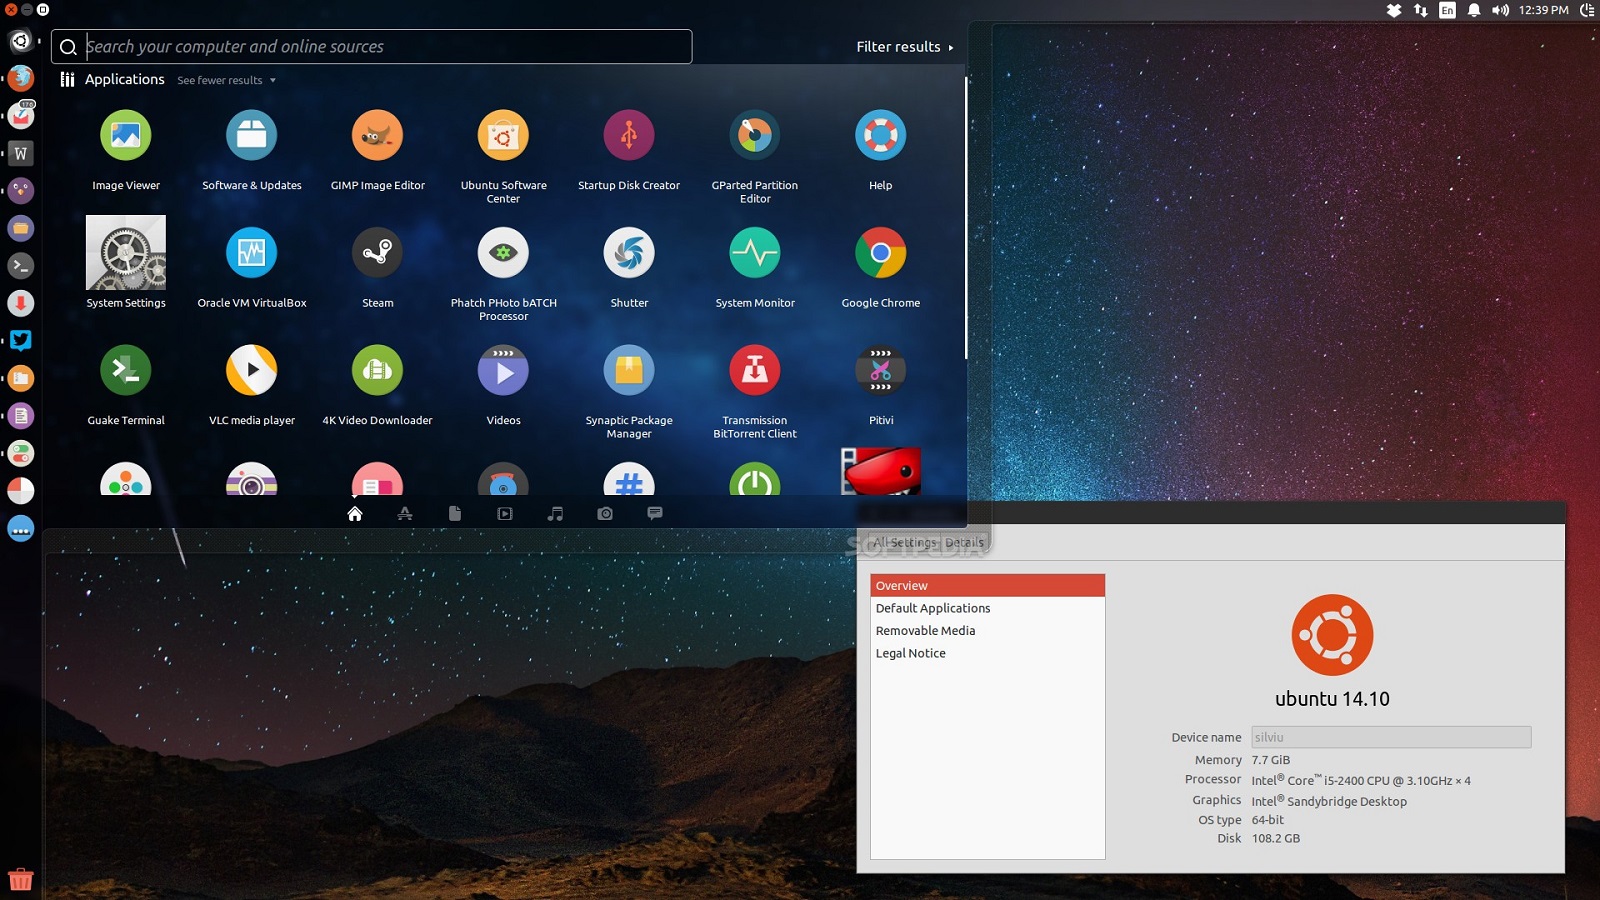 En
12:39 PM
Search your computer and online sources
Filter results
Applications See fewer results
Image Viewer
Software & Updates
GIMP Image Editor
Ubuntu Software
Center
Startup Disk Creator
GParted Partition
Editor
Help
System Settings
Oracle VM VirtualBox
Steam
Phatch PHoto bATCH
Processor
Shutter
System Monitor
Google Chrome
Guake Terminal
VLC media player
4K Video Downloader
Videos
Synaptic Package
Manager
Transmission
BitTorrent Client
Pitivi
W
#
SOFTPEDIA
All Settings Details
Overview
Default Applications
Removable Media
Legal Notice
ubuntu 14.10
Device name silviu
Memory 7.7 GiB
Processor Intel® Core™ i5-2400 CPU @ 3.10GHz × 4
Graphics Intel® Sandybridge Desktop
OS type 64-bit
Disk 108.2 GB